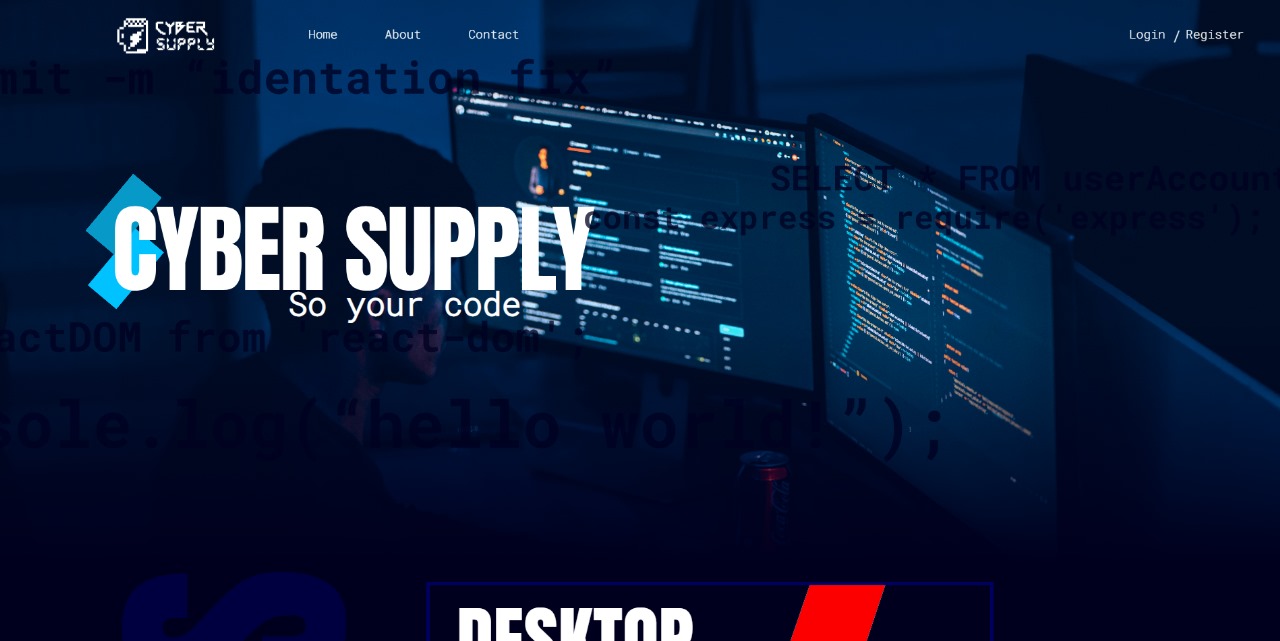 CYBER
SUPPLY
Home
About
Contact
Login / Register
mit -m “identation fix”
SELECT * FROM userAccoun
const express = require('express');
CYBER SUPPLY
So your code
actDOM from 'react-dom';
sole.log(“hello world!”);
S
DESKTOP